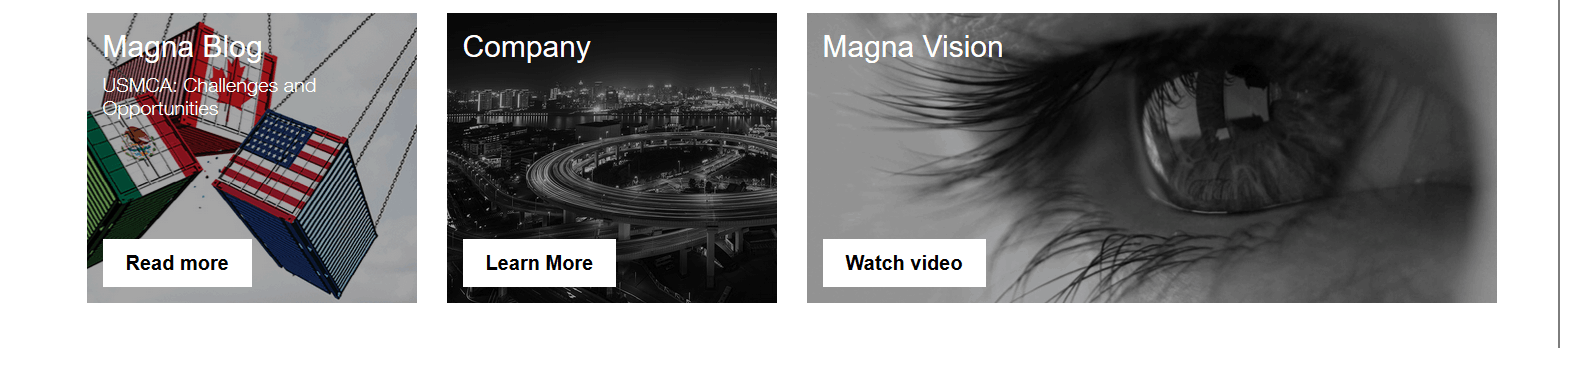 Magna Blog
USMCA: Challenges and
Opportunities
Read more
Company
Learn More
Magna Vision
Watch video